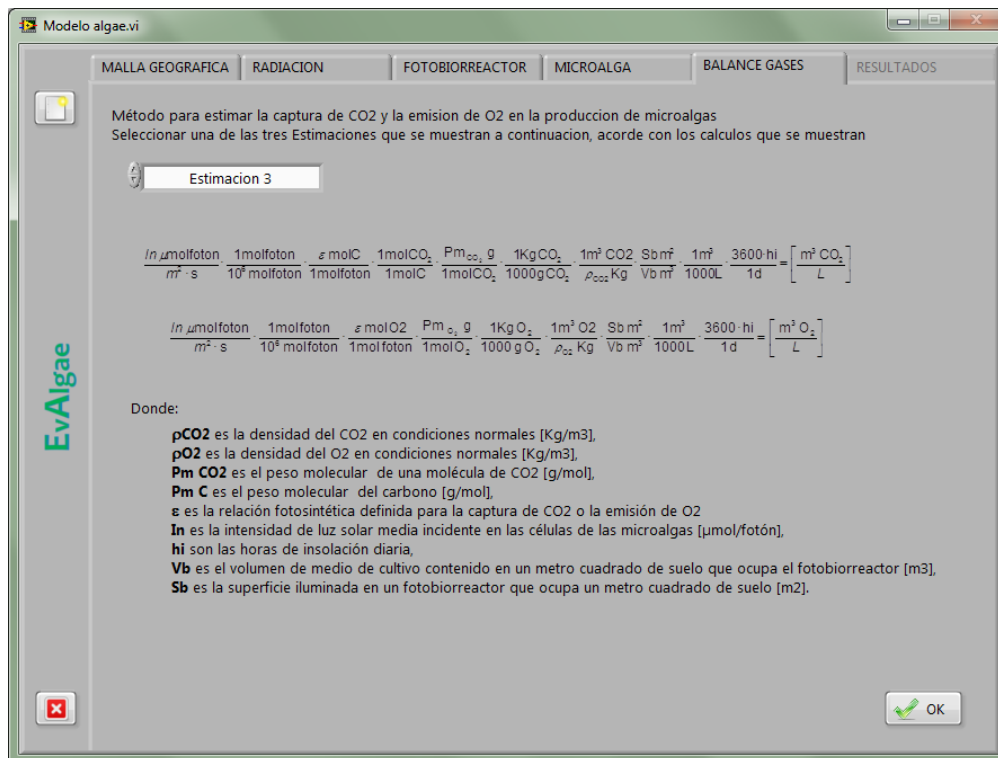 Modelo algae.vi
MALLA GEOGRAFICA RADIACION FOTOBIORREACTOR MICROALGA BALANCE GASES RESULTADOS
Método para estimar la captura de CO2 y la emision de O2 en la produccion de microalgas
Seleccionar una de las tres Estimaciones que se muestran a continuacion, acorde con los calculos que se muestran
Estimacion 3
In μmolfoton/m²·s · 1molfoton/10⁶ molfoton · ε molC/1molfoton · 1molCO₂/1molC · Pm CO₂ g/1molCO₂ · 1KgCO₂/1000gCO₂ · 1m³ CO2/ρCO2 Kg · Sb m²/Vb m³ · 1m³/1000L · 3600·hi/1d = [m³ CO₂/L]
In μmolfoton/m²·s · 1molfoton/10⁶ molfoton · ε molO2/1molfoton · Pm O₂ g/1molO₂ · 1KgO₂/1000 g O₂ · 1m³ O2/ρO2 Kg · Sb m²/Vb m³ · 1m³/1000L · 3600·hi/1d = [m³ O₂/L]
Donde:
ρCO2 es la densidad del CO2 en condiciones normales [Kg/m3],
ρO2 es la densidad del O2 en condiciones normales [Kg/m3],
Pm CO2 es el peso molecular de una molécula de CO2 [g/mol],
Pm C es el peso molecular del carbono [g/mol],
ε es la relación fotosintética definida para la captura de CO2 o la emisión de O2
In es la intensidad de luz solar media incidente en las células de las microalgas [µmol/fotón],
hi son las horas de insolación diaria,
Vb es el volumen de medio de cultivo contenido en un metro cuadrado de suelo que ocupa el fotobiorreactor [m3],
Sb es la superficie iluminada en un fotobiorreactor que ocupa un metro cuadrado de suelo [m2].
EvAlgae
OK